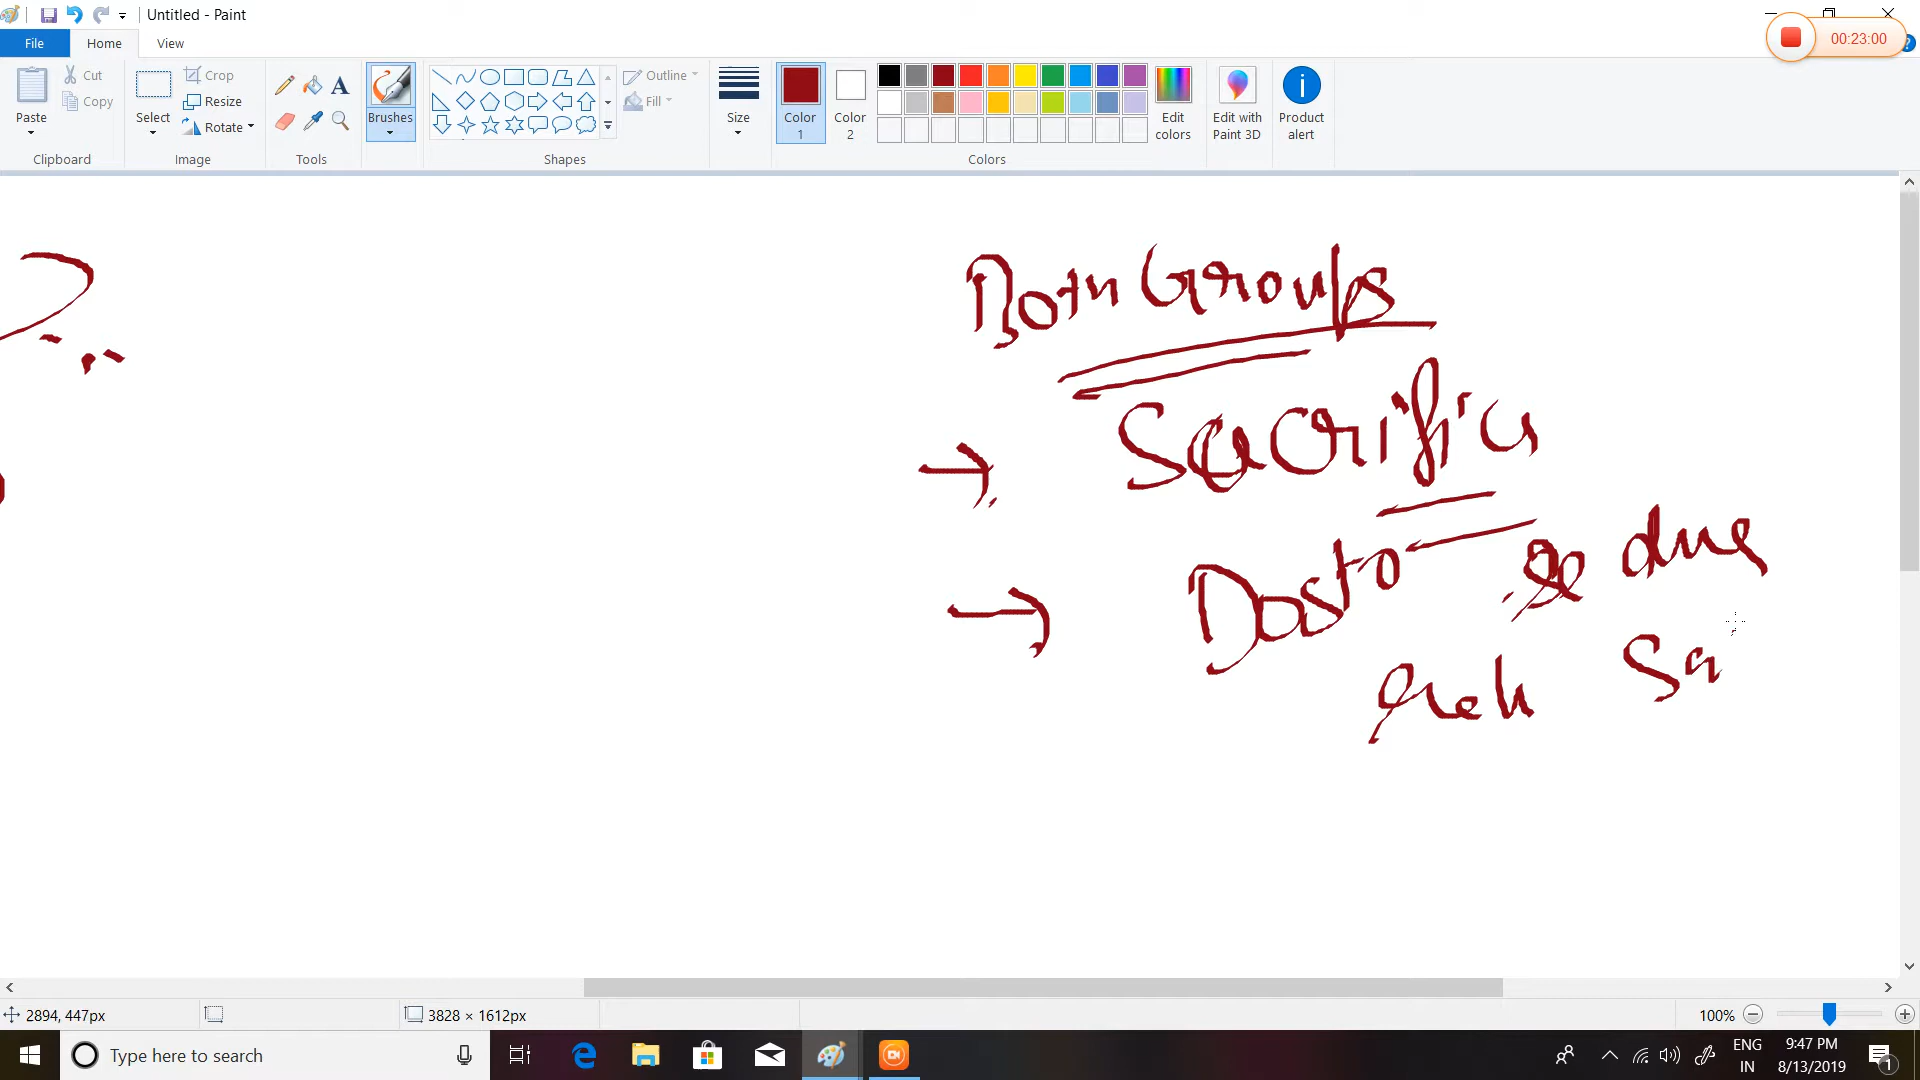 Untitled - Paint
00:23:00
File Home View
Cut
Crop
Outline
Copy
Resize
Fill
Edit with
Product
Paste
Select
Rotate
Brushes
Size
Color
Color
Edit
Paint 3D
alert
1
2
colors
Clipboard
Image
Tools
Shapes
Colors
Both Groups
→ Sacrifice
→ Dosto se due
Sa
2894, 447px
3828 × 1612px
100%
Type here to search
ENG
IN
9:47 PM
8/13/2019
1